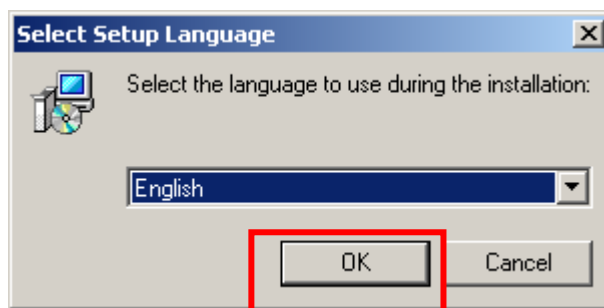 Select Setup Language
Select the language to use during the installation:
English
OK
Cancel